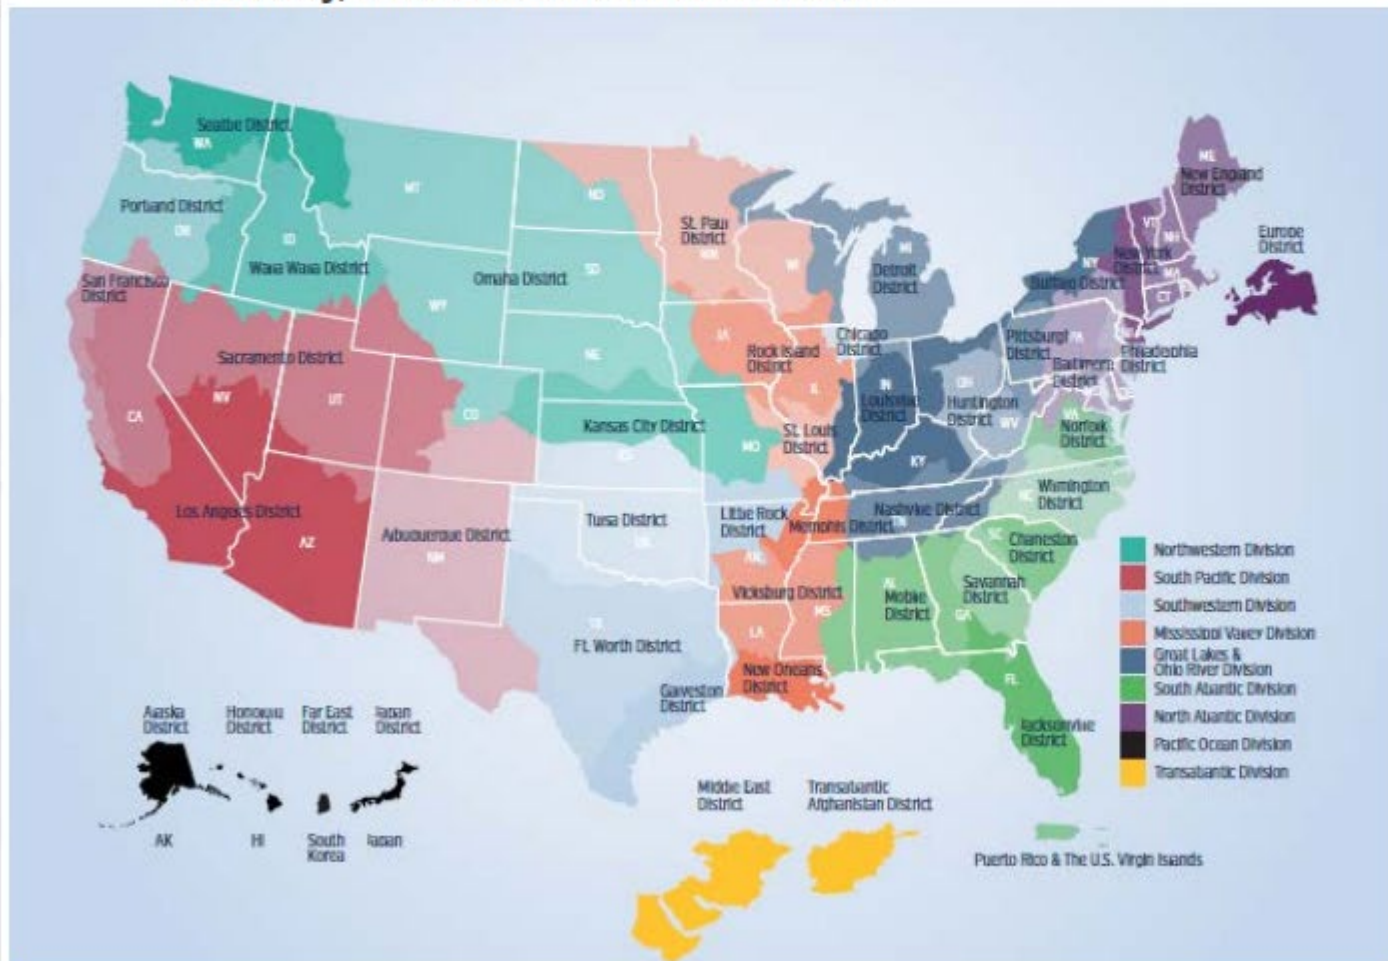 Seattle District
WA
Portland District
OR
MT
ID
Walla Walla District
San Francisco
District
Sacramento District
NV
UT
CA
Los Angeles District
AZ
Albuquerque District
NM
ND
Omaha District
SD
WY
NE
CO
Kansas City District
KS
MO
St. Paul
District
MN
WI
IA
Rock Island
District
IL
St. Louis
District
Tulsa District
OK
Little Rock
District
AR
Memphis District
Vicksburg District
MS
LA
New Orleans
District
TX
Ft. Worth District
Galveston
District
MI
Detroit
District
Chicago
District
IN
Louisville
District
KY
OH
Huntington
District
WV
Nashville District
TN
Pittsburgh
District
PA
Baltimore
District
Philadelphia
District
Buffalo District
NY
New York
District
VT
NH
MA
CT
ME
New England
District
Europe
District
VA
Norfolk
District
NC
Wilmington
District
SC
Charleston
District
Savannah
District
GA
AL
Mobile
District
FL
Jacksonville
District
Northwestern Division
South Pacific Division
Southwestern Division
Mississippi Valley Division
Great Lakes &
Ohio River Division
South Atlantic Division
North Atlantic Division
Pacific Ocean Division
Transatlantic Division
Alaska
District
Honolulu
District
Far East
District
Japan
District
AK
HI
South
Korea
Japan
Middle East
District
Transatlantic
Afghanistan District
Puerto Rico & The U.S. Virgin Islands